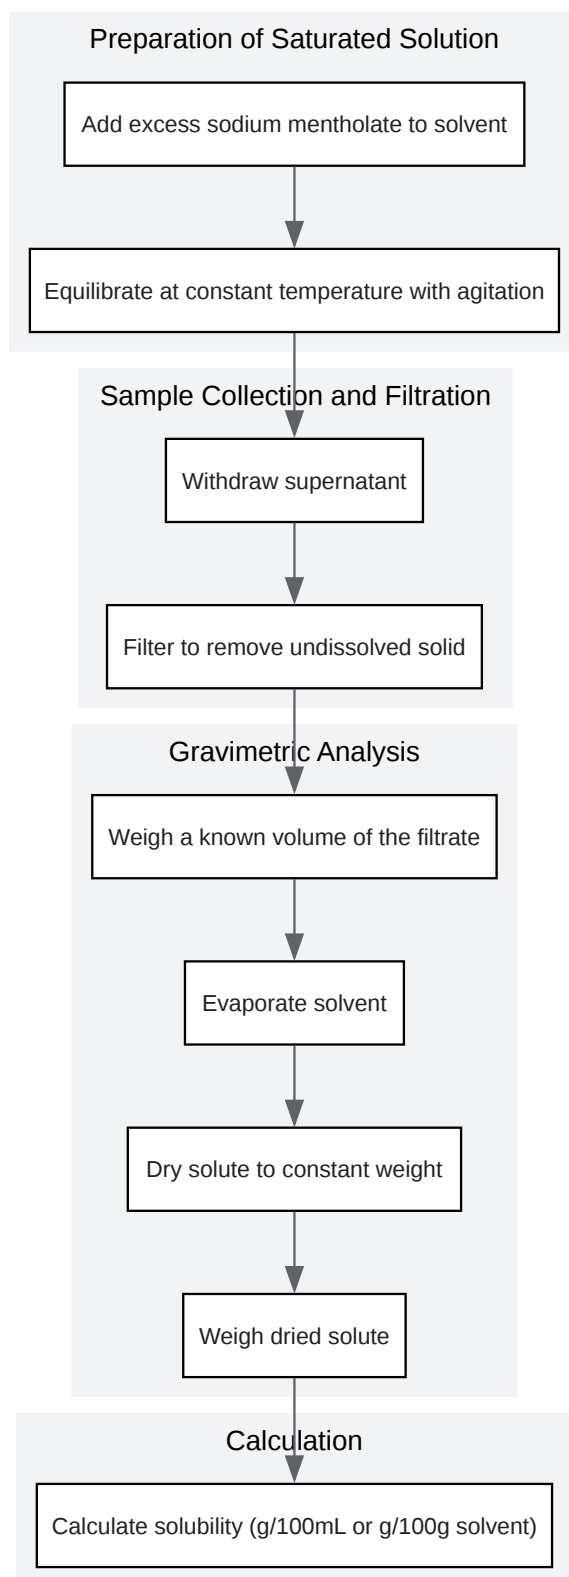 Preparation of Saturated Solution
Add excess sodium mentholate to solvent
Equilibrate at constant temperature with agitation
Sample Collection and Filtration
Withdraw supernatant
Filter to remove undissolved solid
Gravimetric Analysis
Weigh a known volume of the filtrate
Evaporate solvent
Dry solute to constant weight
Weigh dried solute
Calculation
Calculate solubility (g/100mL or g/100g solvent)